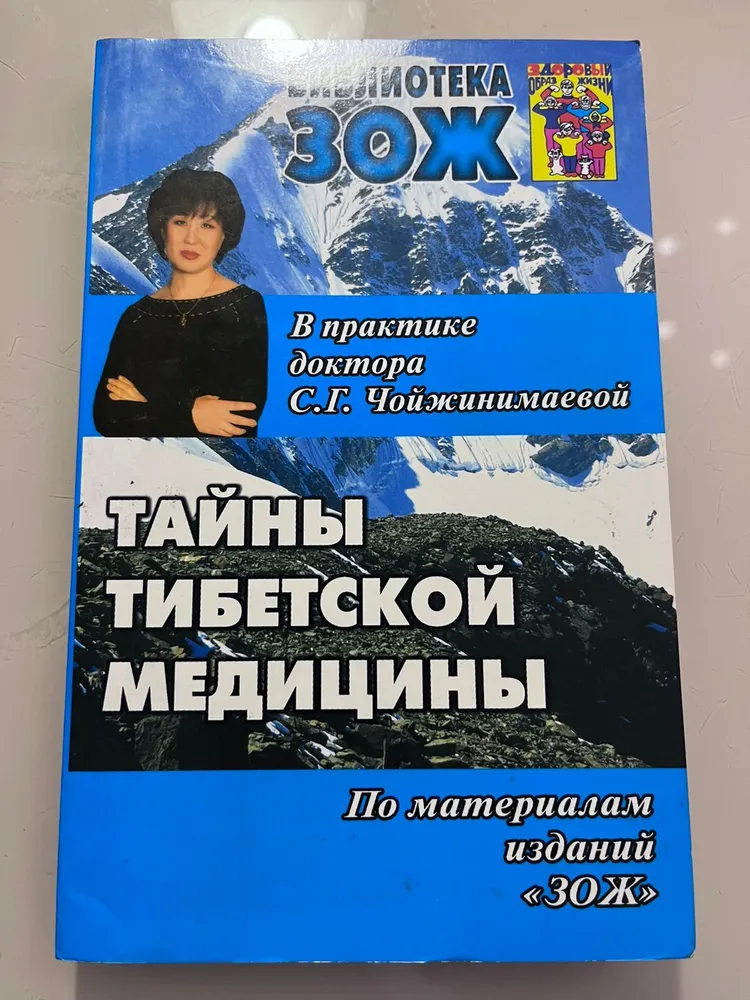 БИБЛИОТЕКА
ЗОЖ
ЗДОРОВЫЙ
ОБРАЗ ЖИЗНИ
В практике
доктора
С.Г. Чойжинимаевой
ТАЙНЫ
ТИБЕТСКОЙ
МЕДИЦИНЫ
По материалам
изданий
«ЗОЖ»